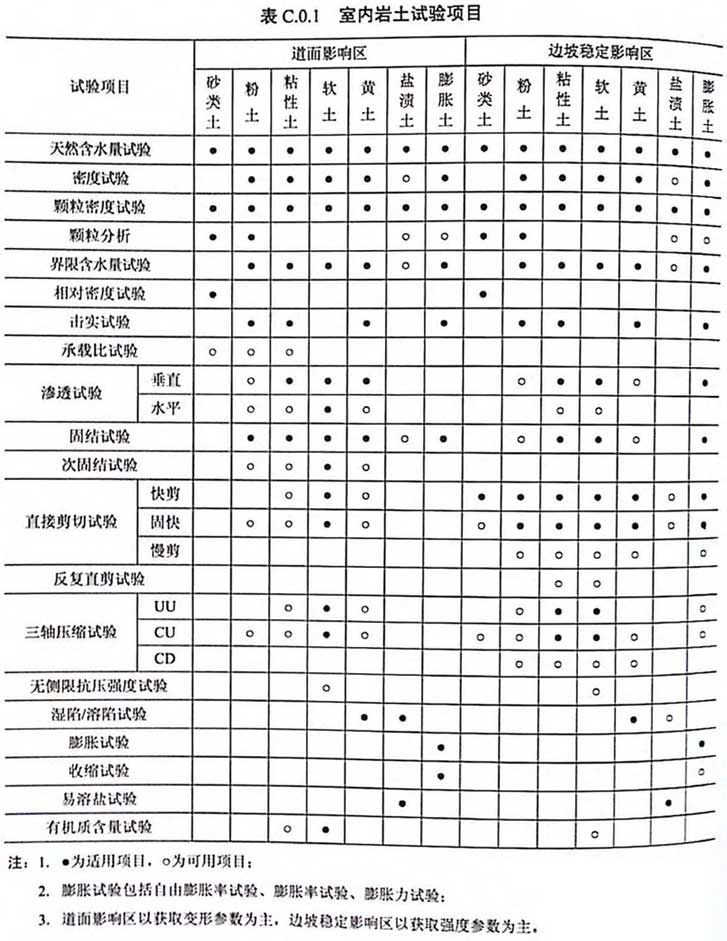 表 C.0.1 室内岩土试验项目
试验项目 道面影响区 边坡稳定影响区
砂类土 粉土 粘性土 软土 黄土 盐渍土 膨胀土 砂类土 粉土 粘性土 软土 黄土 盐渍土 膨胀土
天然含水量试验 ● ● ● ● ● ● ● ● ● ● ● ● ● ●
密度试验 ● ● ● ● ○ ● ● ● ● ● ○ ●
颗粒密度试验 ● ● ● ● ● ● ● ● ● ● ● ● ● ●
颗粒分析 ● ● ○ ○ ● ● ○ ○
界限含水量试验 ● ● ● ● ○ ● ● ● ● ● ○ ●
相对密度试验 ● ●
击实试验 ● ● ● ● ● ● ● ●
承载比试验 ○ ○ ○
渗透试验 垂直 ○ ● ● ● ○ ● ● ○ ●
水平 ○ ○ ● ○ ○ ○
固结试验 ● ● ● ● ○ ● ○ ● ● ○ ●
次固结试验 ○ ○ ● ○
直接剪切试验 快剪 ○ ● ○ ● ● ● ● ● ○ ●
固快 ○ ○ ● ○ ○ ● ● ● ● ○ ●
慢剪 ○ ○ ○ ○ ○
反复直剪试验 ○ ○
三轴压缩试验 UU ○ ● ○ ○ ● ● ○
CU ○ ○ ● ○ ○ ○ ● ● ○ ○
CD ○ ○ ○ ○
无侧限抗压强度试验 ○ ○
湿陷/溶陷试验 ● ● ● ○
膨胀试验 ● ●
收缩试验 ● ○
易溶盐试验 ● ●
有机质含量试验 ○ ● ○
注：1. ●为适用项目，○为可用项目；
2. 膨胀试验包括自由膨胀率试验、膨胀率试验、膨胀力试验；
3. 道面影响区以获取变形参数为主，边坡稳定影响区以获取强度参数为主。